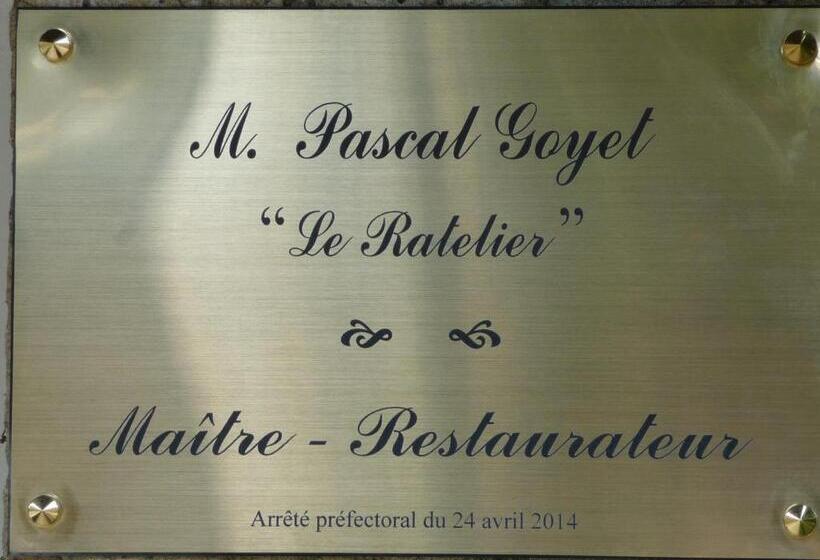 M. Pascal Goyet
“Le Ratelier”
Maître - Restaurateur
Arrêté préfectoral du 24 avril 2014